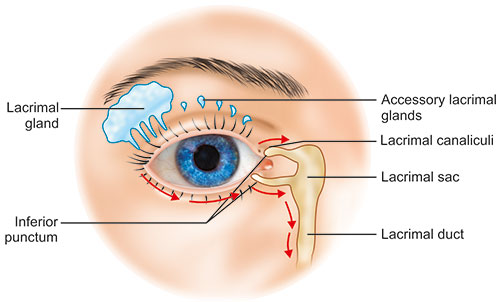 Lacrimal
gland
Inferior
punctum
Accessory lacrimal
glands
Lacrimal canaliculi
Lacrimal sac
Lacrimal duct